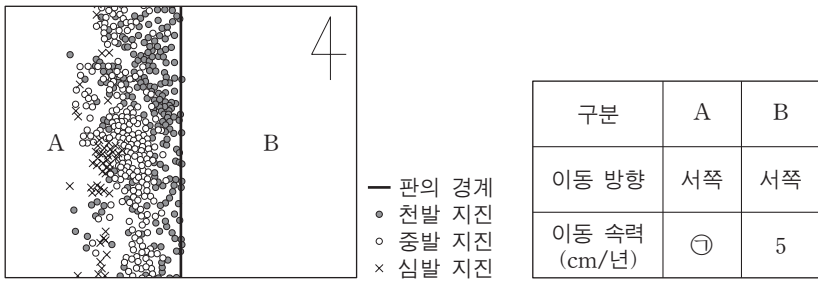 A
B
판의 경계
천발 지진
중발 지진
심발 지진
구분 A B
이동 방향 서쪽 서쪽
이동 속력
(cm/년) ㉠ 5